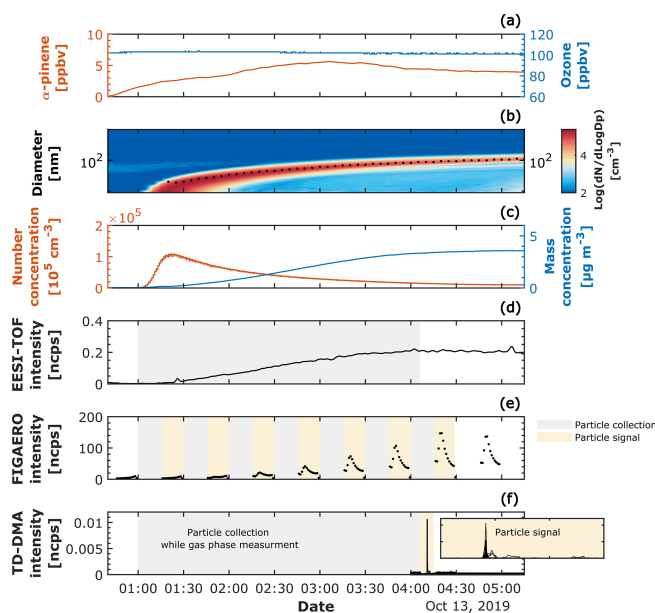 (a)
10
5
0
α-pinene
[ppbv]
120
100
80
60
Ozone
[ppbv]
(b)
10²
Diameter
[nm]
10²
4
2
Log(dN/dLogDp)
[cm⁻³]
(c)
×10⁵
2
1
0
Number
concentration
[10⁵ cm⁻³]
5
0
Mass
concentration
[µg m⁻³]
(d)
0.4
0.2
0
EESI-TOF
intensity
[ncps]
(e)
200
100
0
FIGAERO
intensity
[ncps]
Particle collection
Particle signal
(f)
0.01
0.005
0
TD-DMA
intensity
[ncps]
Particle collection
while gas phase measurment
Particle signal
01:00 01:30 02:00 02:30 03:00 03:30 04:00 04:30 05:00
Date
Oct 13, 2019